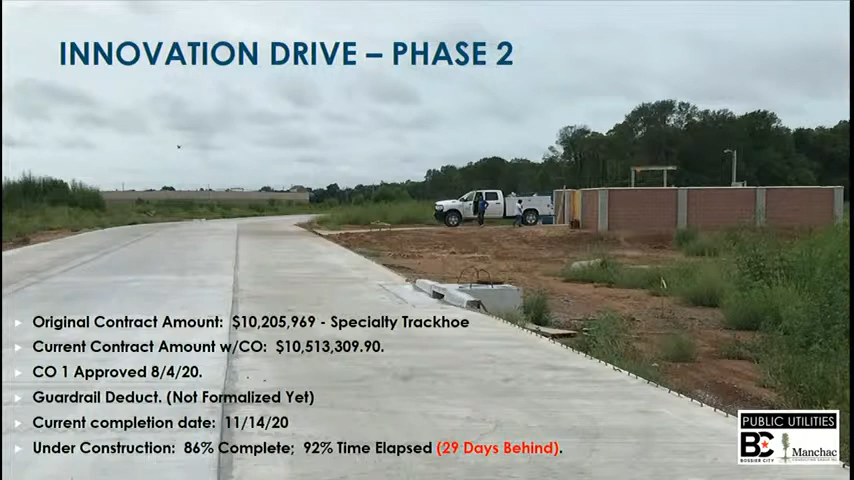 INNOVATION DRIVE – PHASE 2
Original Contract Amount: $10,205,969 - Specialty Trackhoe
Current Contract Amount w/CO: $10,513,309.90.
CO 1 Approved 8/4/20.
Guardrail Deduct. (Not Formalized Yet)
Current completion date: 11/14/20
Under Construction: 86% Complete; 92% Time Elapsed (29 Days Behind).
PUBLIC UTILITIES
BC
BOSSIER CITY
Manchac